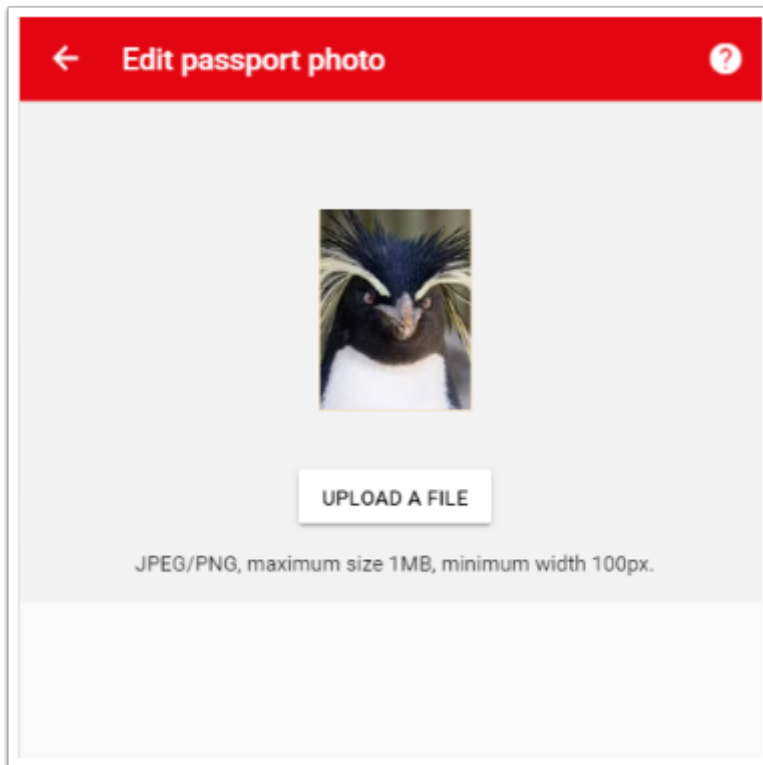 Edit passport photo
UPLOAD A FILE
JPEG/PNG, maximum size 1MB, minimum width 100px.